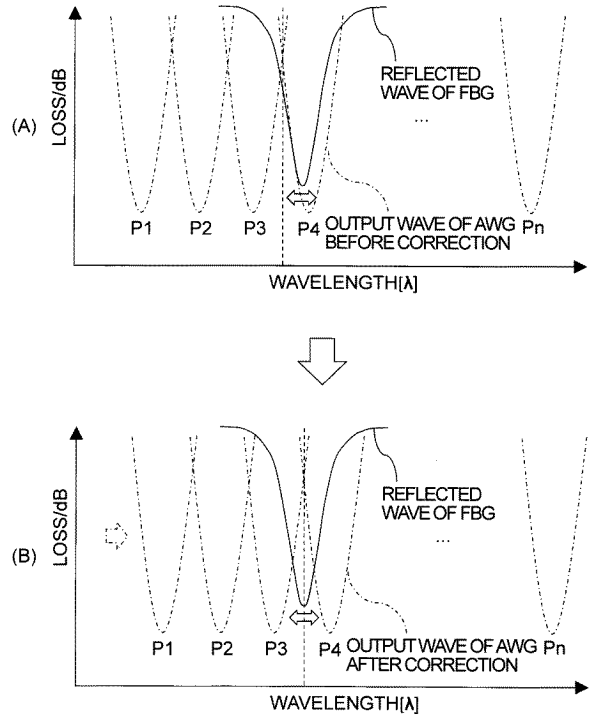 (A)
LOSS/dB
REFLECTED
WAVE OF FBG
...
P1 P2 P3 P4 Pn
OUTPUT WAVE OF AWG
BEFORE CORRECTION
WAVELENGTH[λ]
(B)
LOSS/dB
REFLECTED
WAVE OF FBG
...
P1 P2 P3 P4 Pn
OUTPUT WAVE OF AWG
AFTER CORRECTION
WAVELENGTH[λ]